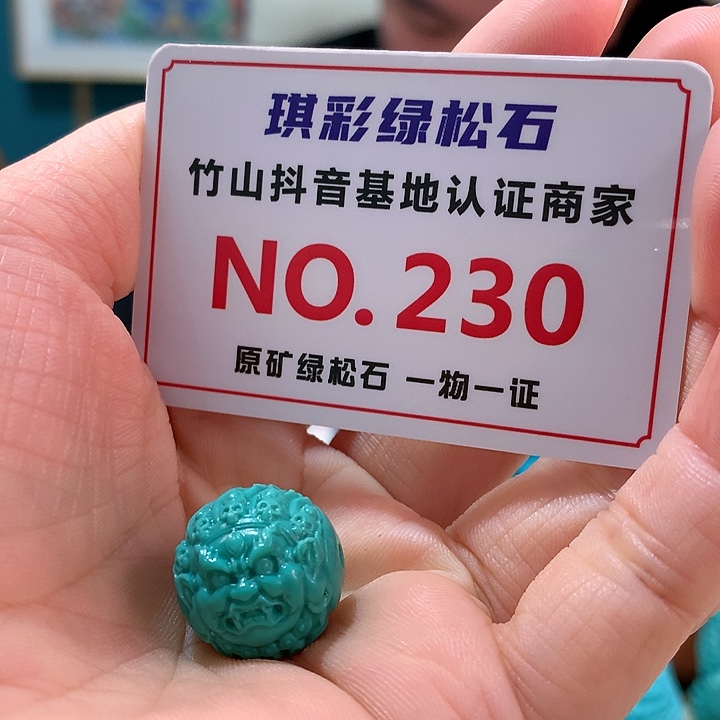 琪彩绿松石
竹山抖音基地认证商家
NO.230
原矿绿松石 一物一证